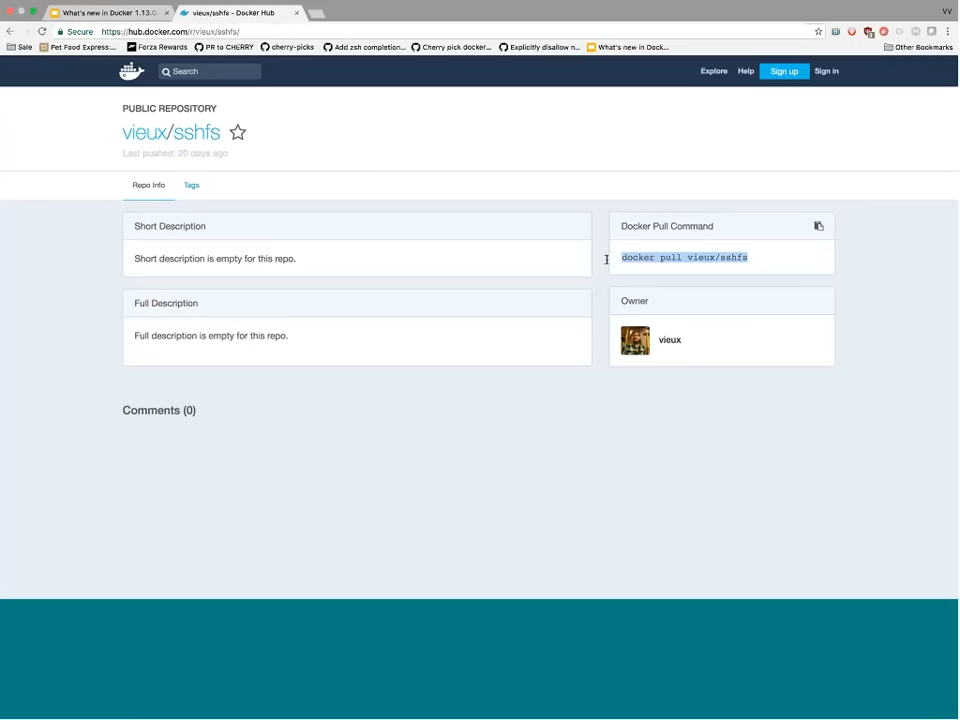 What's new in Docker 1.13.0
vieux/sshfs - Docker Hub
VV
Secure https://hub.docker.com/r/vieux/sshfs/
Sale
Pet Food Express:...
Forza Rewards
PR to CHERRY
cherry-picks
Add zsh completion...
Cherry pick docker...
Explicitly disallow n...
What's new in Dock...
Other Bookmarks
Search
Explore
Help
Sign up
Sign in
PUBLIC REPOSITORY
vieux/sshfs
Last pushed: 20 days ago
Repo Info
Tags
Short Description
Short description is empty for this repo.
Docker Pull Command
docker pull vieux/sshfs
Full Description
Full description is empty for this repo.
Owner
vieux
Comments (0)